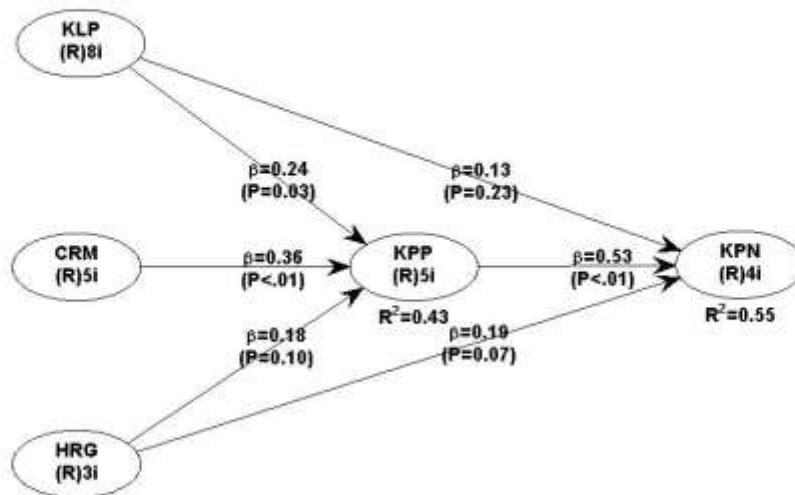 KLP
(R)8i
β=0.24
(P=0.03)
β=0.13
(P=0.23)
CRM
(R)5i
β=0.36
(P<.01)
KPP
(R)5i
R²=0.43
β=0.53
(P<.01)
KPN
(R)4i
R²=0.55
β=0.18
(P=0.10)
β=0.19
(P=0.07)
HRG
(R)3i